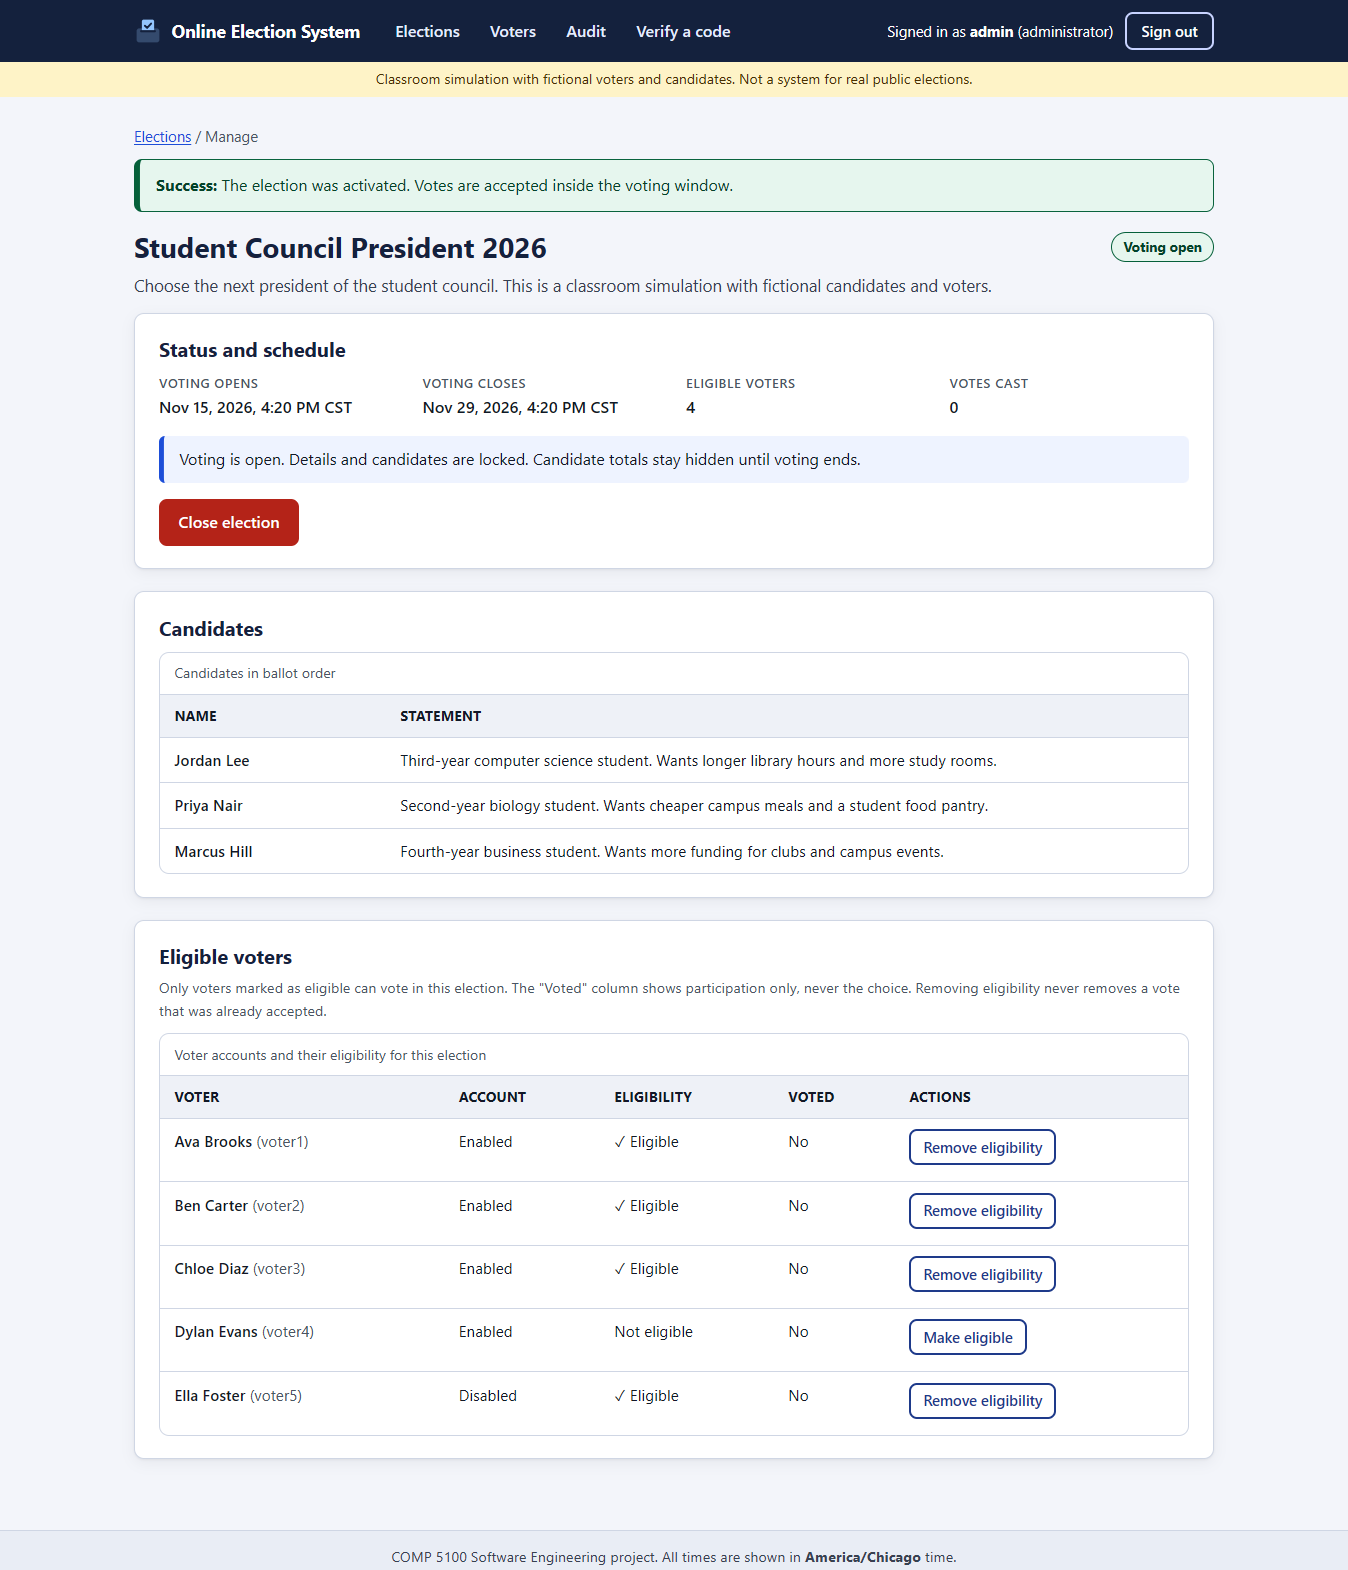 Online Election System Elections Voters Audit Verify a code Signed in as admin (administrator) Sign out
Classroom simulation with fictional voters and candidates. Not a system for real public elections.
Elections / Manage
Success: The election was activated. Votes are accepted inside the voting window.
Student Council President 2026 Voting open
Choose the next president of the student council. This is a classroom simulation with fictional candidates and voters.
Status and schedule
VOTING OPENS VOTING CLOSES ELIGIBLE VOTERS VOTES CAST
Nov 15, 2026, 4:20 PM CST Nov 29, 2026, 4:20 PM CST 4 0
Voting is open. Details and candidates are locked. Candidate totals stay hidden until voting ends.
Close election
Candidates
Candidates in ballot order
NAME STATEMENT
Jordan Lee Third-year computer science student. Wants longer library hours and more study rooms.
Priya Nair Second-year biology student. Wants cheaper campus meals and a student food pantry.
Marcus Hill Fourth-year business student. Wants more funding for clubs and campus events.
Eligible voters
Only voters marked as eligible can vote in this election. The "Voted" column shows participation only, never the choice. Removing eligibility never removes a vote
that was already accepted.
Voter accounts and their eligibility for this election
VOTER ACCOUNT ELIGIBILITY VOTED ACTIONS
Ava Brooks (voter1) Enabled ✓ Eligible No Remove eligibility
Ben Carter (voter2) Enabled ✓ Eligible No Remove eligibility
Chloe Diaz (voter3) Enabled ✓ Eligible No Remove eligibility
Dylan Evans (voter4) Enabled Not eligible No Make eligible
Ella Foster (voter5) Disabled ✓ Eligible No Remove eligibility
COMP 5100 Software Engineering project. All times are shown in America/Chicago time.